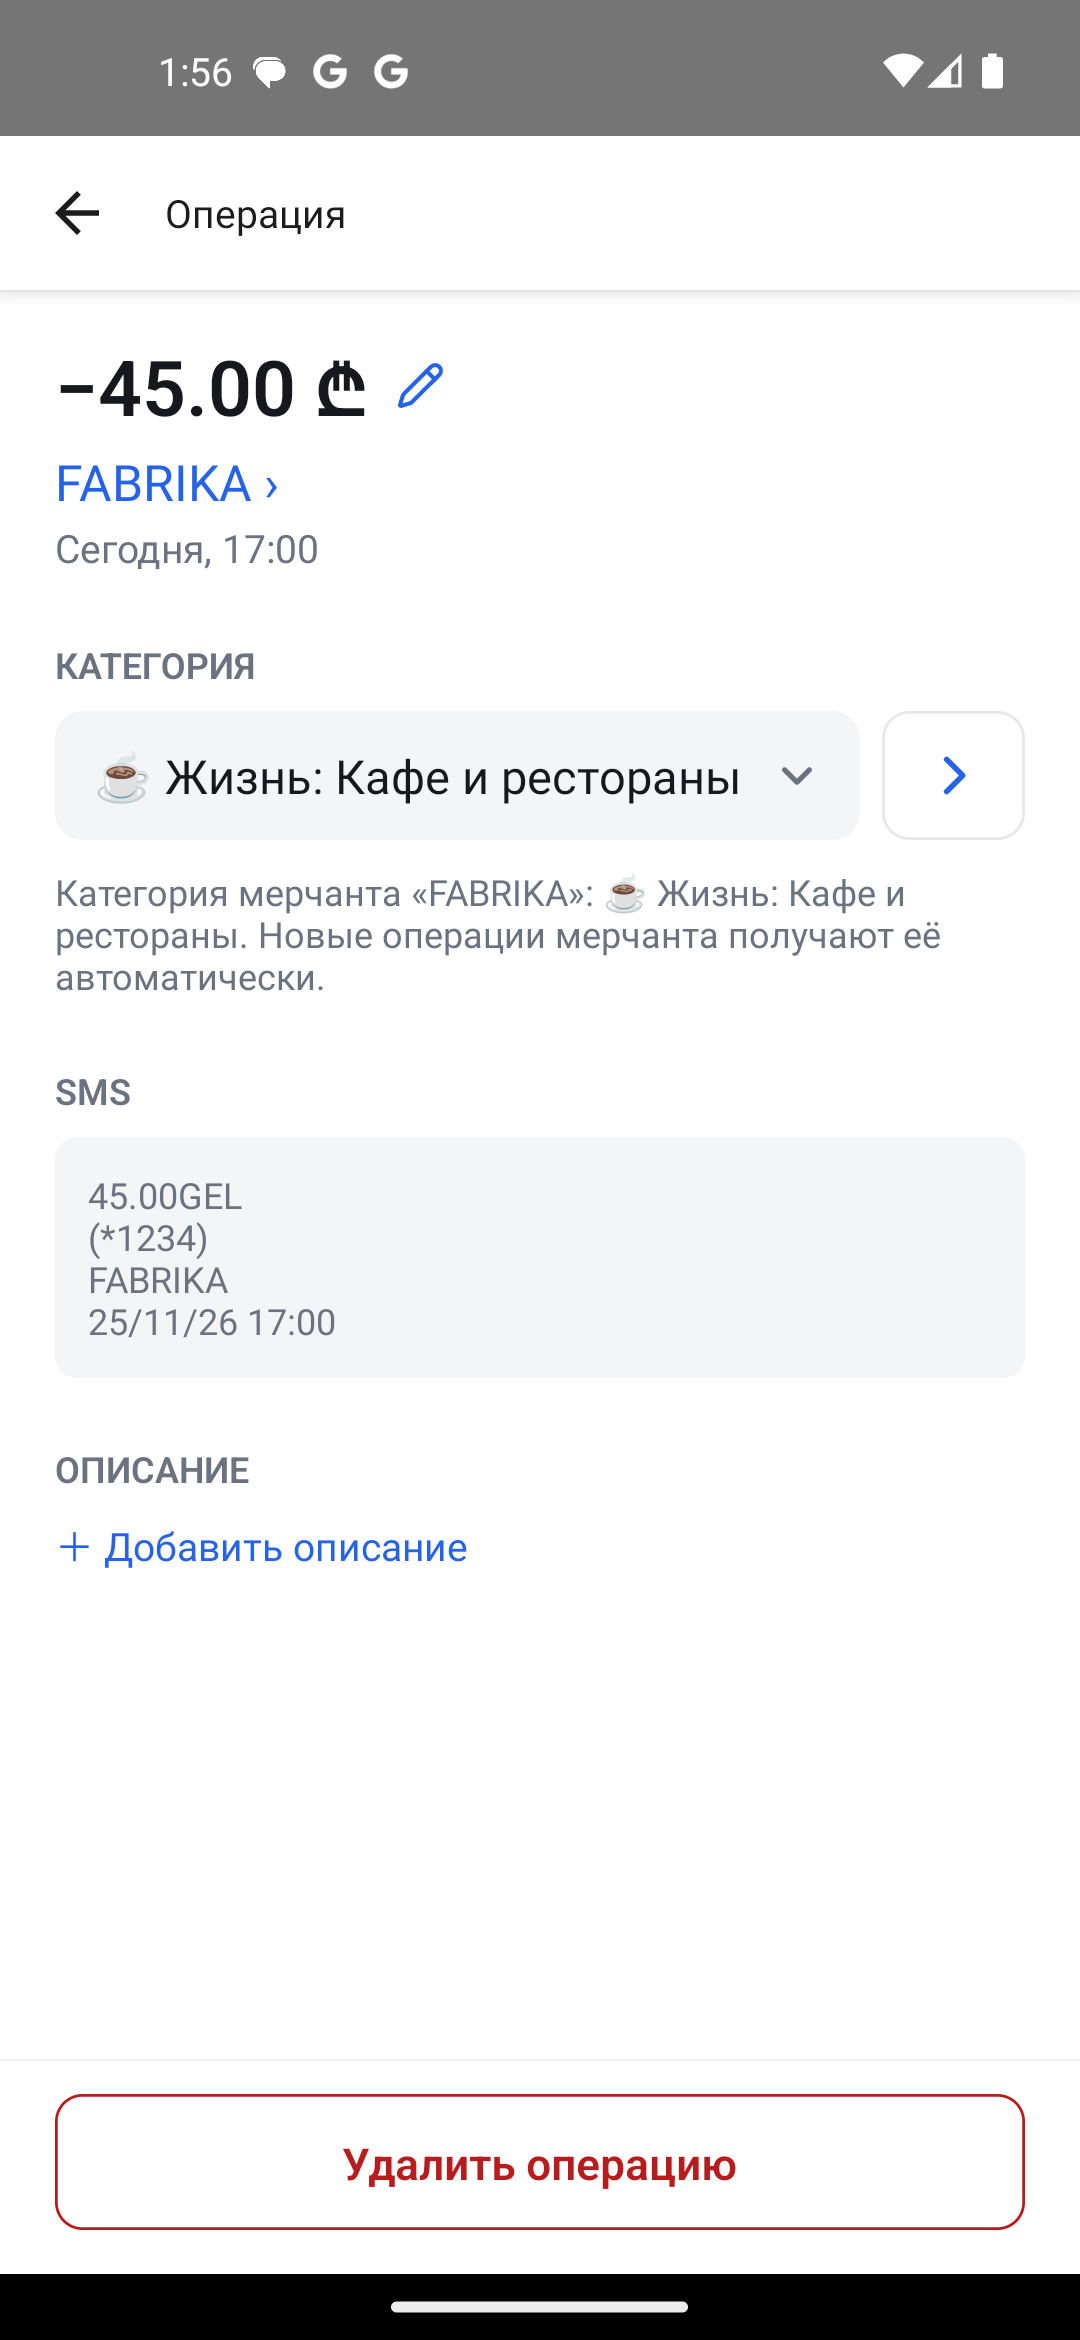 1:56
Операция
−45.00 ₾
FABRIKA ›
Сегодня, 17:00
КАТЕГОРИЯ
☕ Жизнь: Кафе и рестораны
Категория мерчанта «FABRIKA»: ☕ Жизнь: Кафе и
рестораны. Новые операции мерчанта получают её
автоматически.
SMS
45.00GEL
(*1234)
FABRIKA
25/11/26 17:00
ОПИСАНИЕ
+ Добавить описание
Удалить операцию